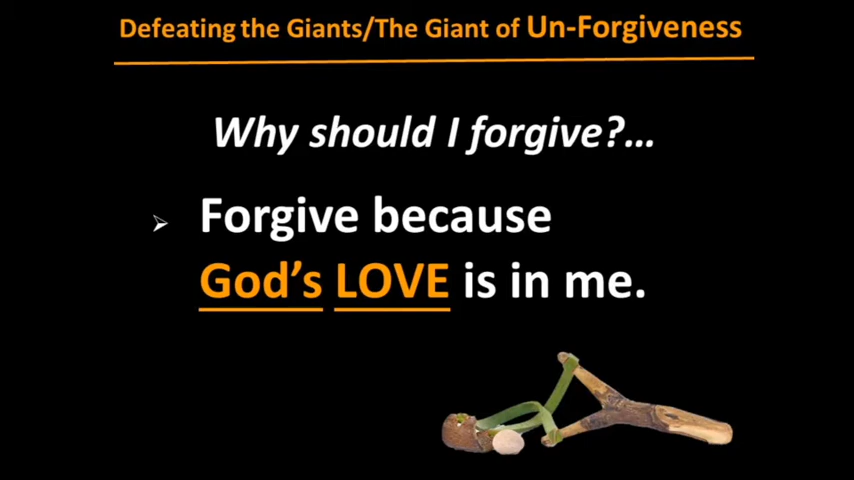 Defeating the Giants/The Giant of Un-Forgiveness
Why should I forgive?...
➢ Forgive because
God's LOVE is in me.